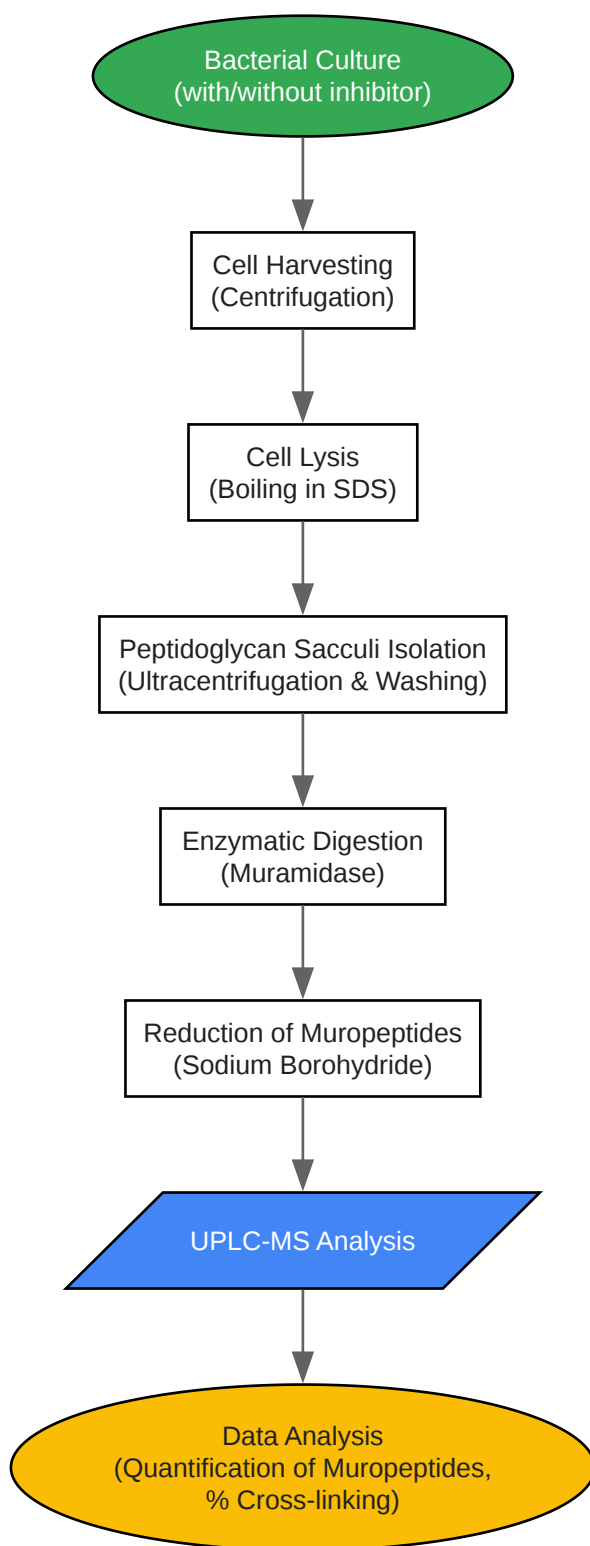 Bacterial Culture
(with/without inhibitor)
Cell Harvesting
(Centrifugation)
Cell Lysis
(Boiling in SDS)
Peptidoglycan Sacculi Isolation
(Ultracentrifugation & Washing)
Enzymatic Digestion
(Muramidase)
Reduction of Muropeptides
(Sodium Borohydride)
UPLC-MS Analysis
Data Analysis
(Quantification of Muropeptides,
% Cross-linking)